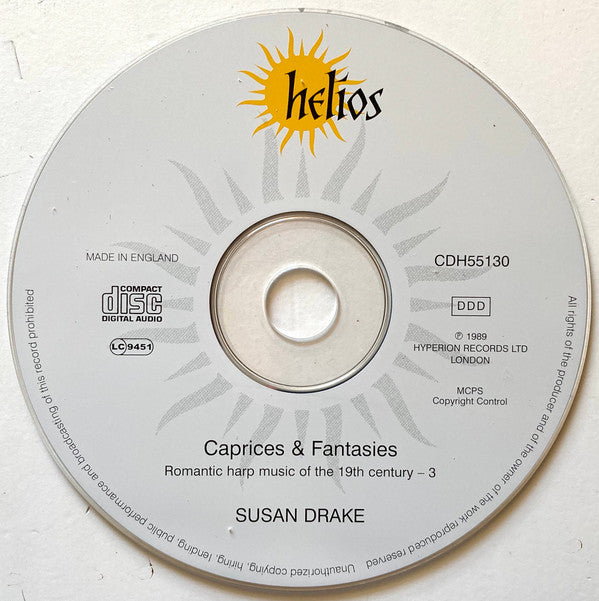 helios
MADE IN ENGLAND
CDH55130
COMPACT
disc
DIGITAL AUDIO
DDD
LC 9451
℗ 1989
HYPERION RECORDS LTD
LONDON
MCPS
Copyright Control
Caprices & Fantasies
Romantic harp music of the 19th century – 3
SUSAN DRAKE
All rights of the producer and of the owner of the work reproduced reserved
Unauthorized copying, hiring, lending, public performance and broadcasting of this record prohibited